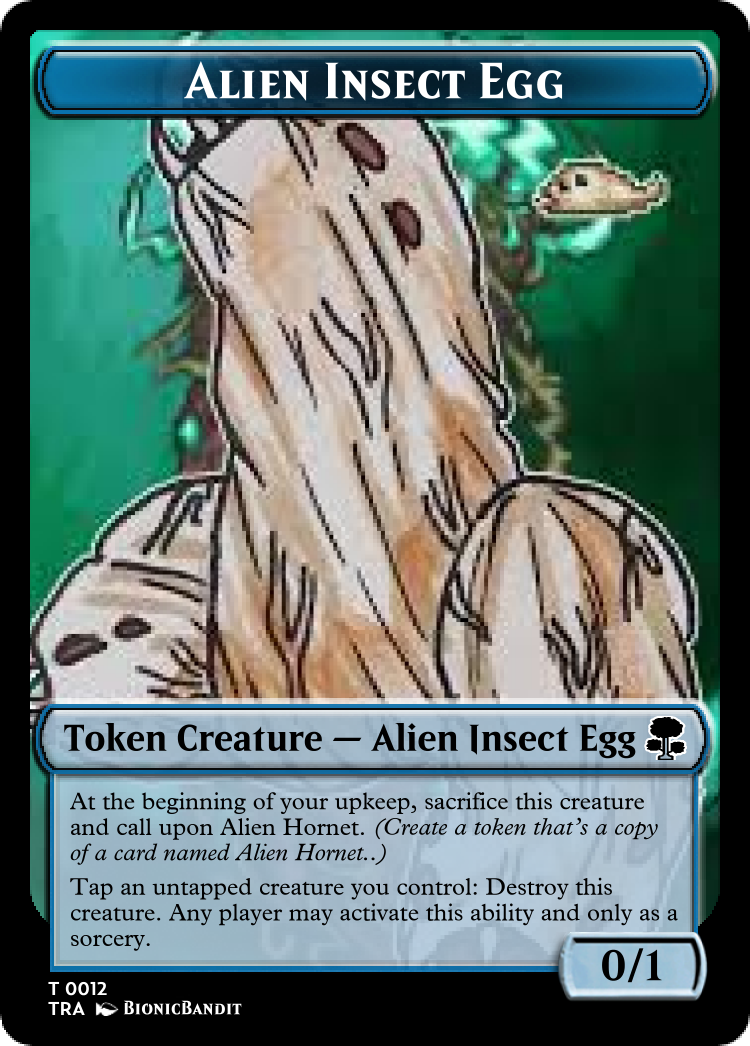 Alien Insect Egg
Token Creature — Alien Insect Egg
At the beginning of your upkeep, sacrifice this creature
and call upon Alien Hornet. (Create a token that's a copy
of a card named Alien Hornet..)
Tap an untapped creature you control: Destroy this
creature. Any player may activate this ability and only as a
sorcery.
0/1
T 0012
TRA BionicBandit